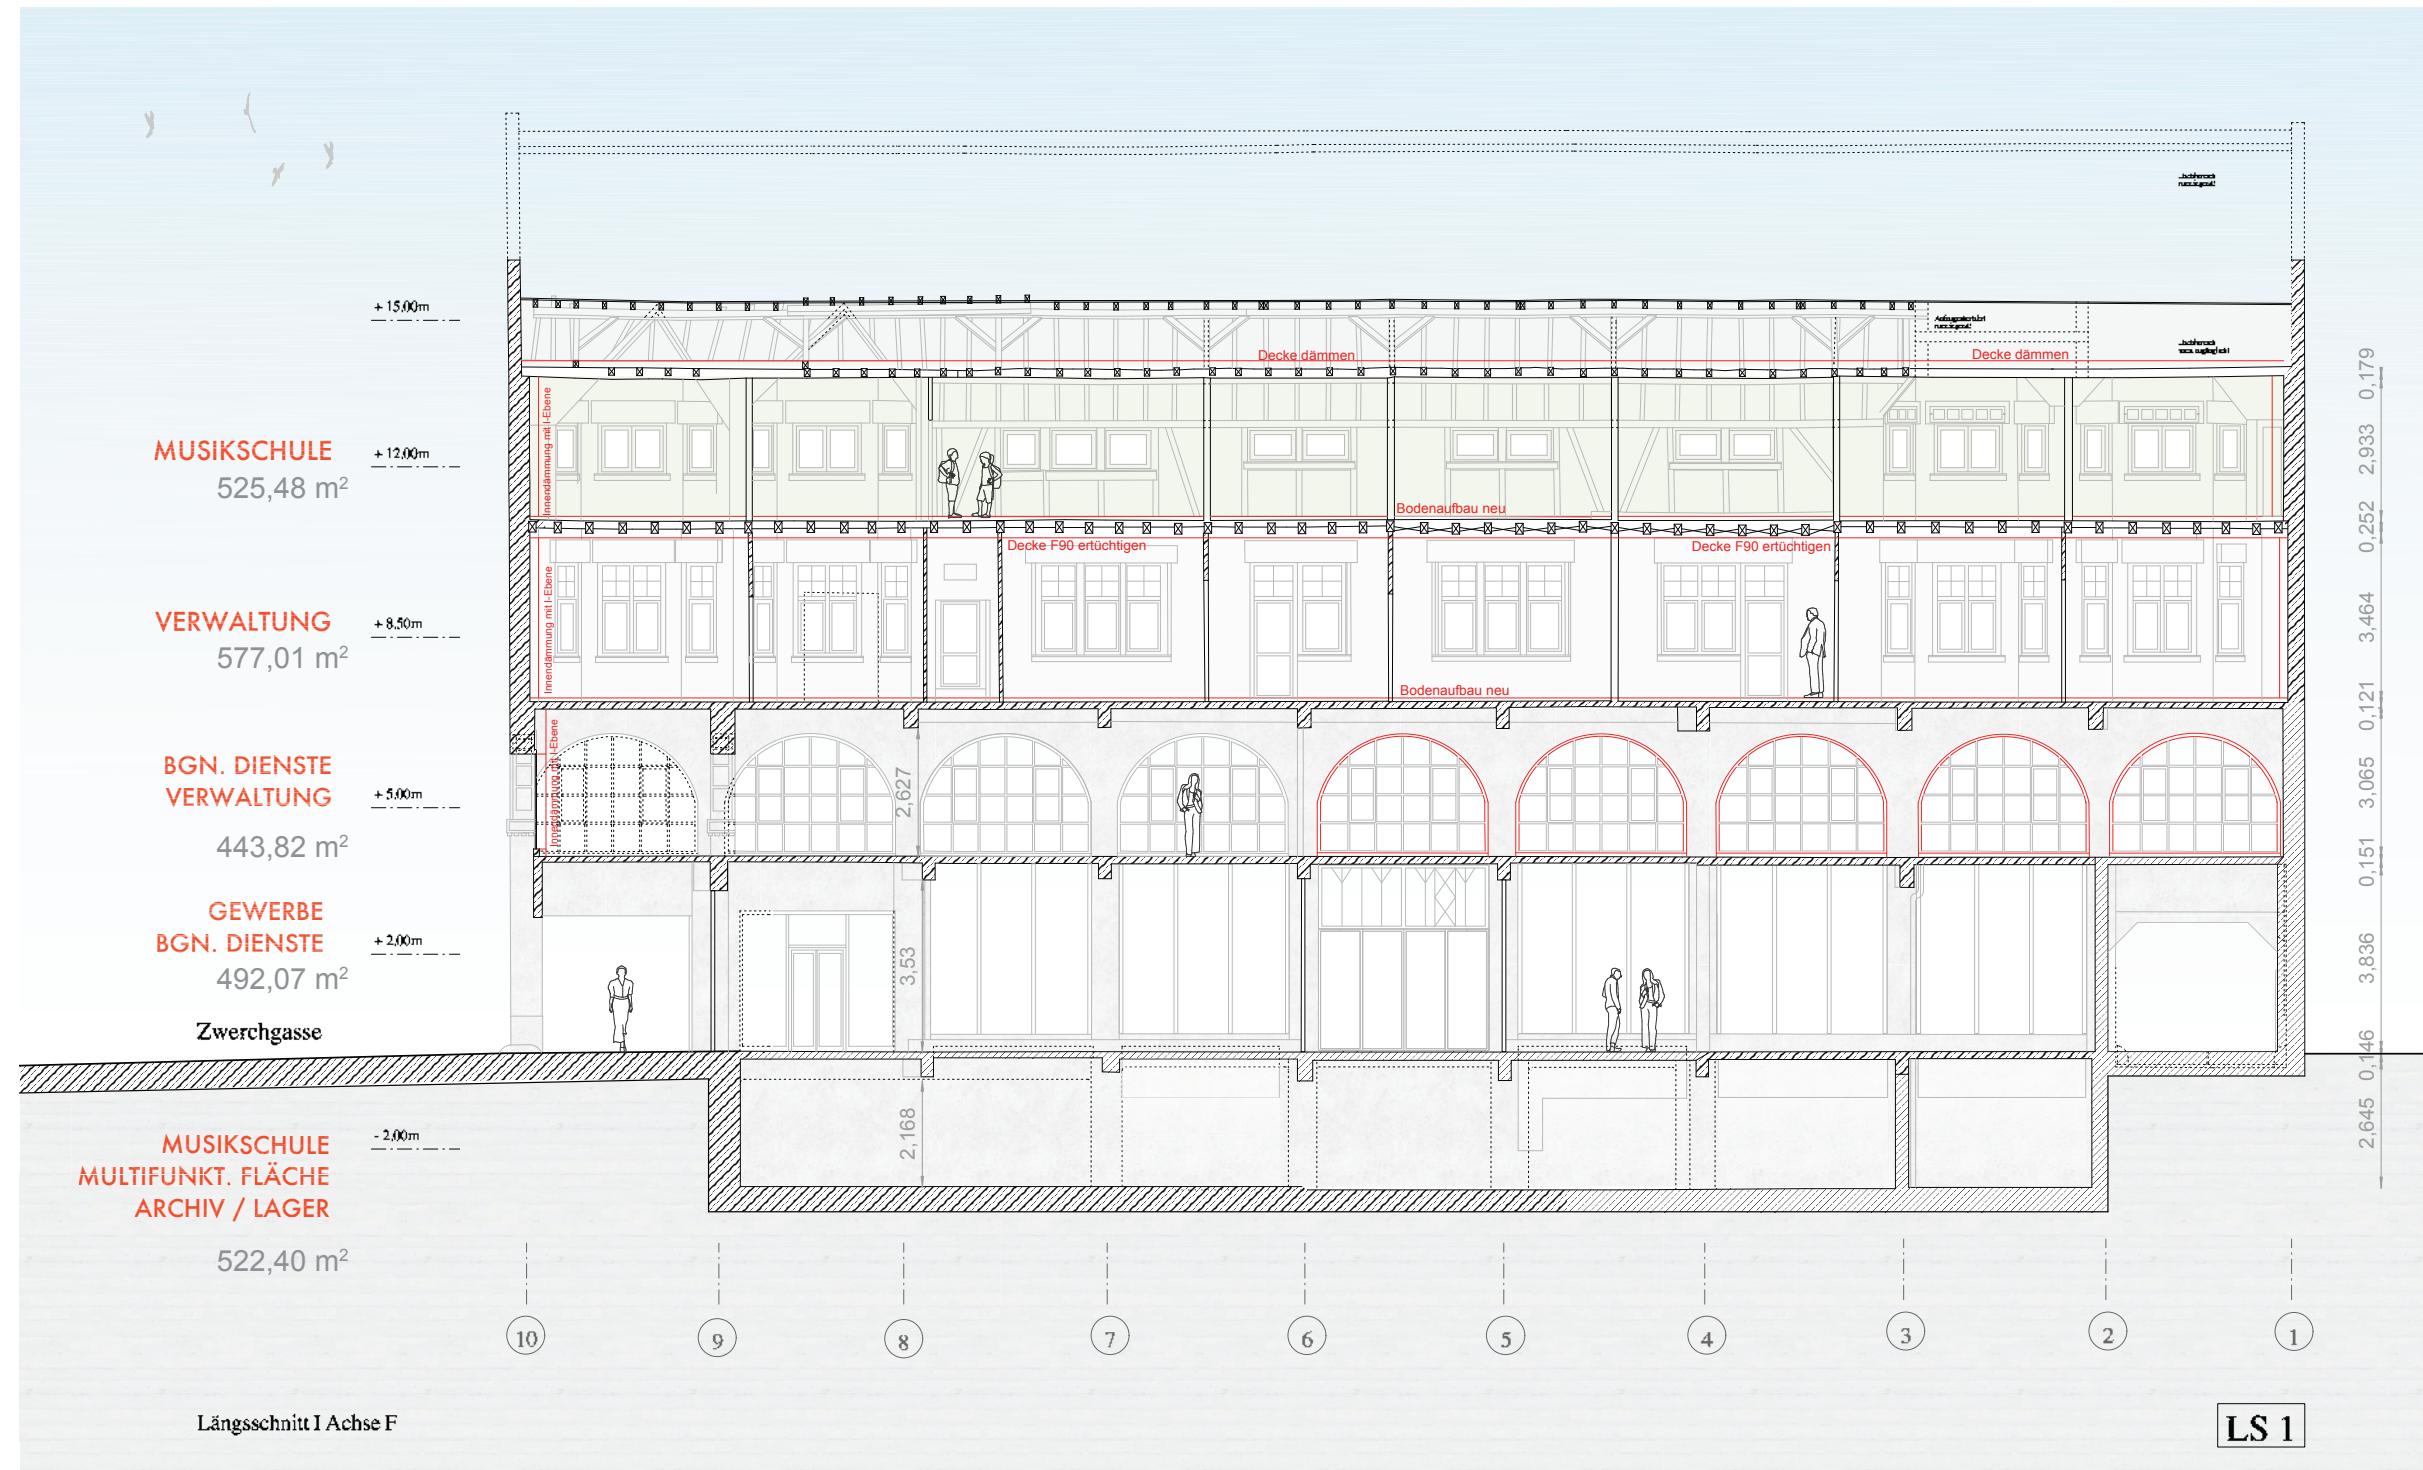 + 15,00m
Decke dämmen
Decke dämmen
0,179
MUSIKSCHULE
525,48 m²
+ 12,00m
Innendämmung mit I-Ebene
2,933
Bodenaufbau neu
0,252
Decke F90 ertüchtigen
Decke F90 ertüchtigen
VERWALTUNG
577,01 m²
+ 8,50m
Innendämmung mit I-Ebene
3,464
Bodenaufbau neu
0,121
BGN. DIENSTE
VERWALTUNG
443,82 m²
+ 5,00m
Innendämmung mit I-Ebene
2,627
3,065
0,151
GEWERBE
BGN. DIENSTE
492,07 m²
+ 2,00m
3,53
3,836
Zwerchgasse
0,146
MUSIKSCHULE
MULTIFUNKT. FLÄCHE
ARCHIV / LAGER
522,40 m²
- 2,00m
2,168
2,645
10
9
8
7
6
5
4
3
2
1
Längsschnitt I Achse F
LS 1